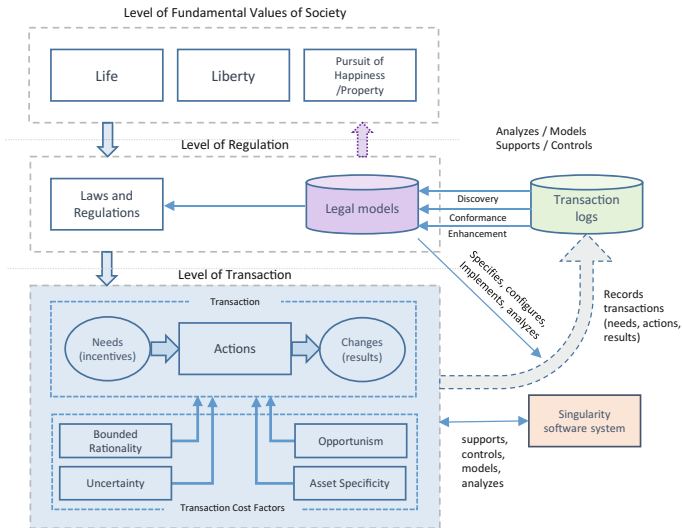 Level of Fundamental Values of Society
Life
Liberty
Pursuit of
Happiness
/Property
Level of Regulation
Analyzes / Models
Supports / Controls
Laws and
Regulations
Legal models
Discovery
Conformance
Enhancement
Transaction
logs
Level of Transaction
Specifies, configures,
Implements, analyzes
Records
transactions
(needs, actions,
results)
Transaction
Needs
(incentives)
Actions
Changes
(results)
Bounded
Rationality
Opportunism
Uncertainty
Asset Specificity
Transaction Cost Factors
Singularity
software system
supports,
controls,
models,
analyzes